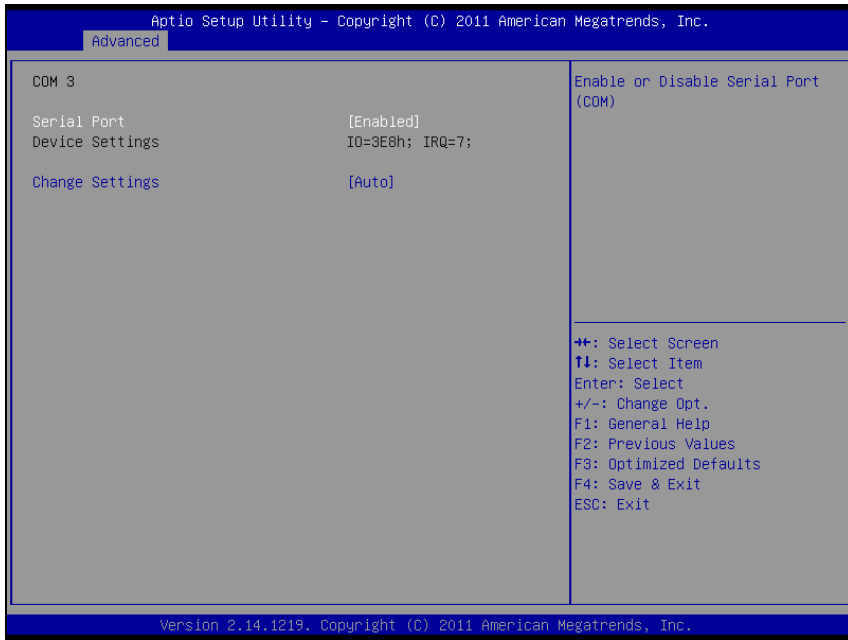 Aptio Setup Utility – Copyright (C) 2011 American Megatrends, Inc.
Advanced
COM 3
Serial Port [Enabled]
Device Settings IO=3E8h; IRQ=7;
Change Settings [Auto]
Enable or Disable Serial Port
(COM)
→←: Select Screen
↑↓: Select Item
Enter: Select
+/-: Change Opt.
F1: General Help
F2: Previous Values
F3: Optimized Defaults
F4: Save & Exit
ESC: Exit
Version 2.14.1219. Copyright (C) 2011 American Megatrends, Inc.